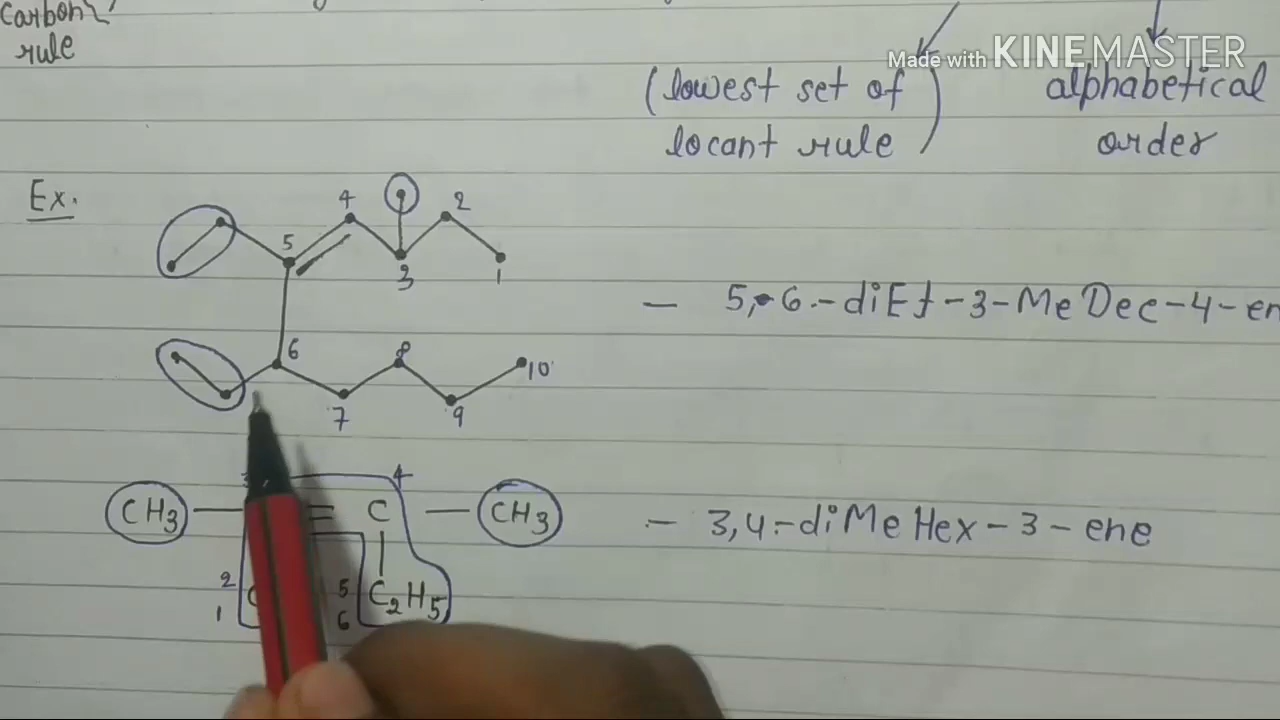 Carbon
rule
Made with KINEMASTER
(lowest set of
locant rule)
alphabetical
order
Ex.
4
2
5
3
1
5,6-diEt-3-MeDec-4-en
6
8
10
7
9
4
CH3
C
CH3
3,4-diMeHex-3-ene
2
5
C2H5
1
6